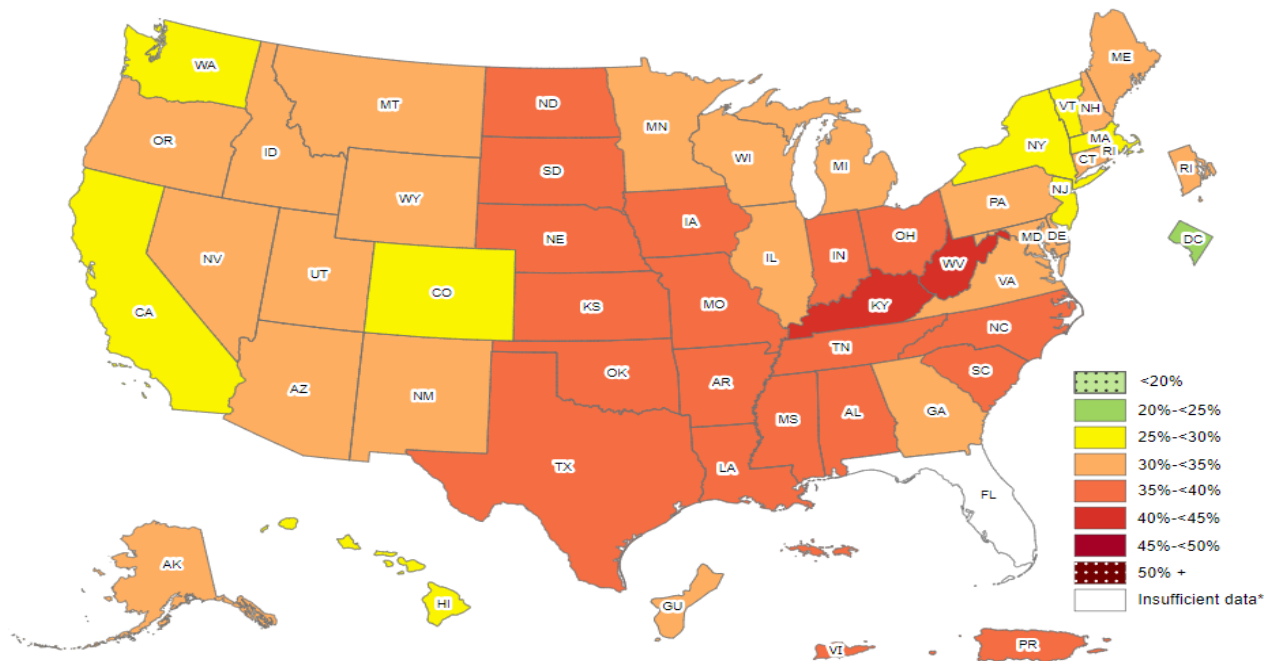 WA
MT
ND
MN
ME
OR
ID
SD
WI
MI
VT
NH
NY
MA
RI
CT
RI
WY
IA
NE
PA
NJ
NV
UT
CO
IL
IN
OH
MD
DE
DC
CA
KS
MO
WV
VA
KY
AZ
NM
OK
AR
TN
NC
SC
TX
LA
MS
AL
GA
FL
AK
HI
GU
VI
PR
<20%
20%-<25%
25%-<30%
30%-<35%
35%-<40%
40%-<45%
45%-<50%
50% +
Insufficient data*